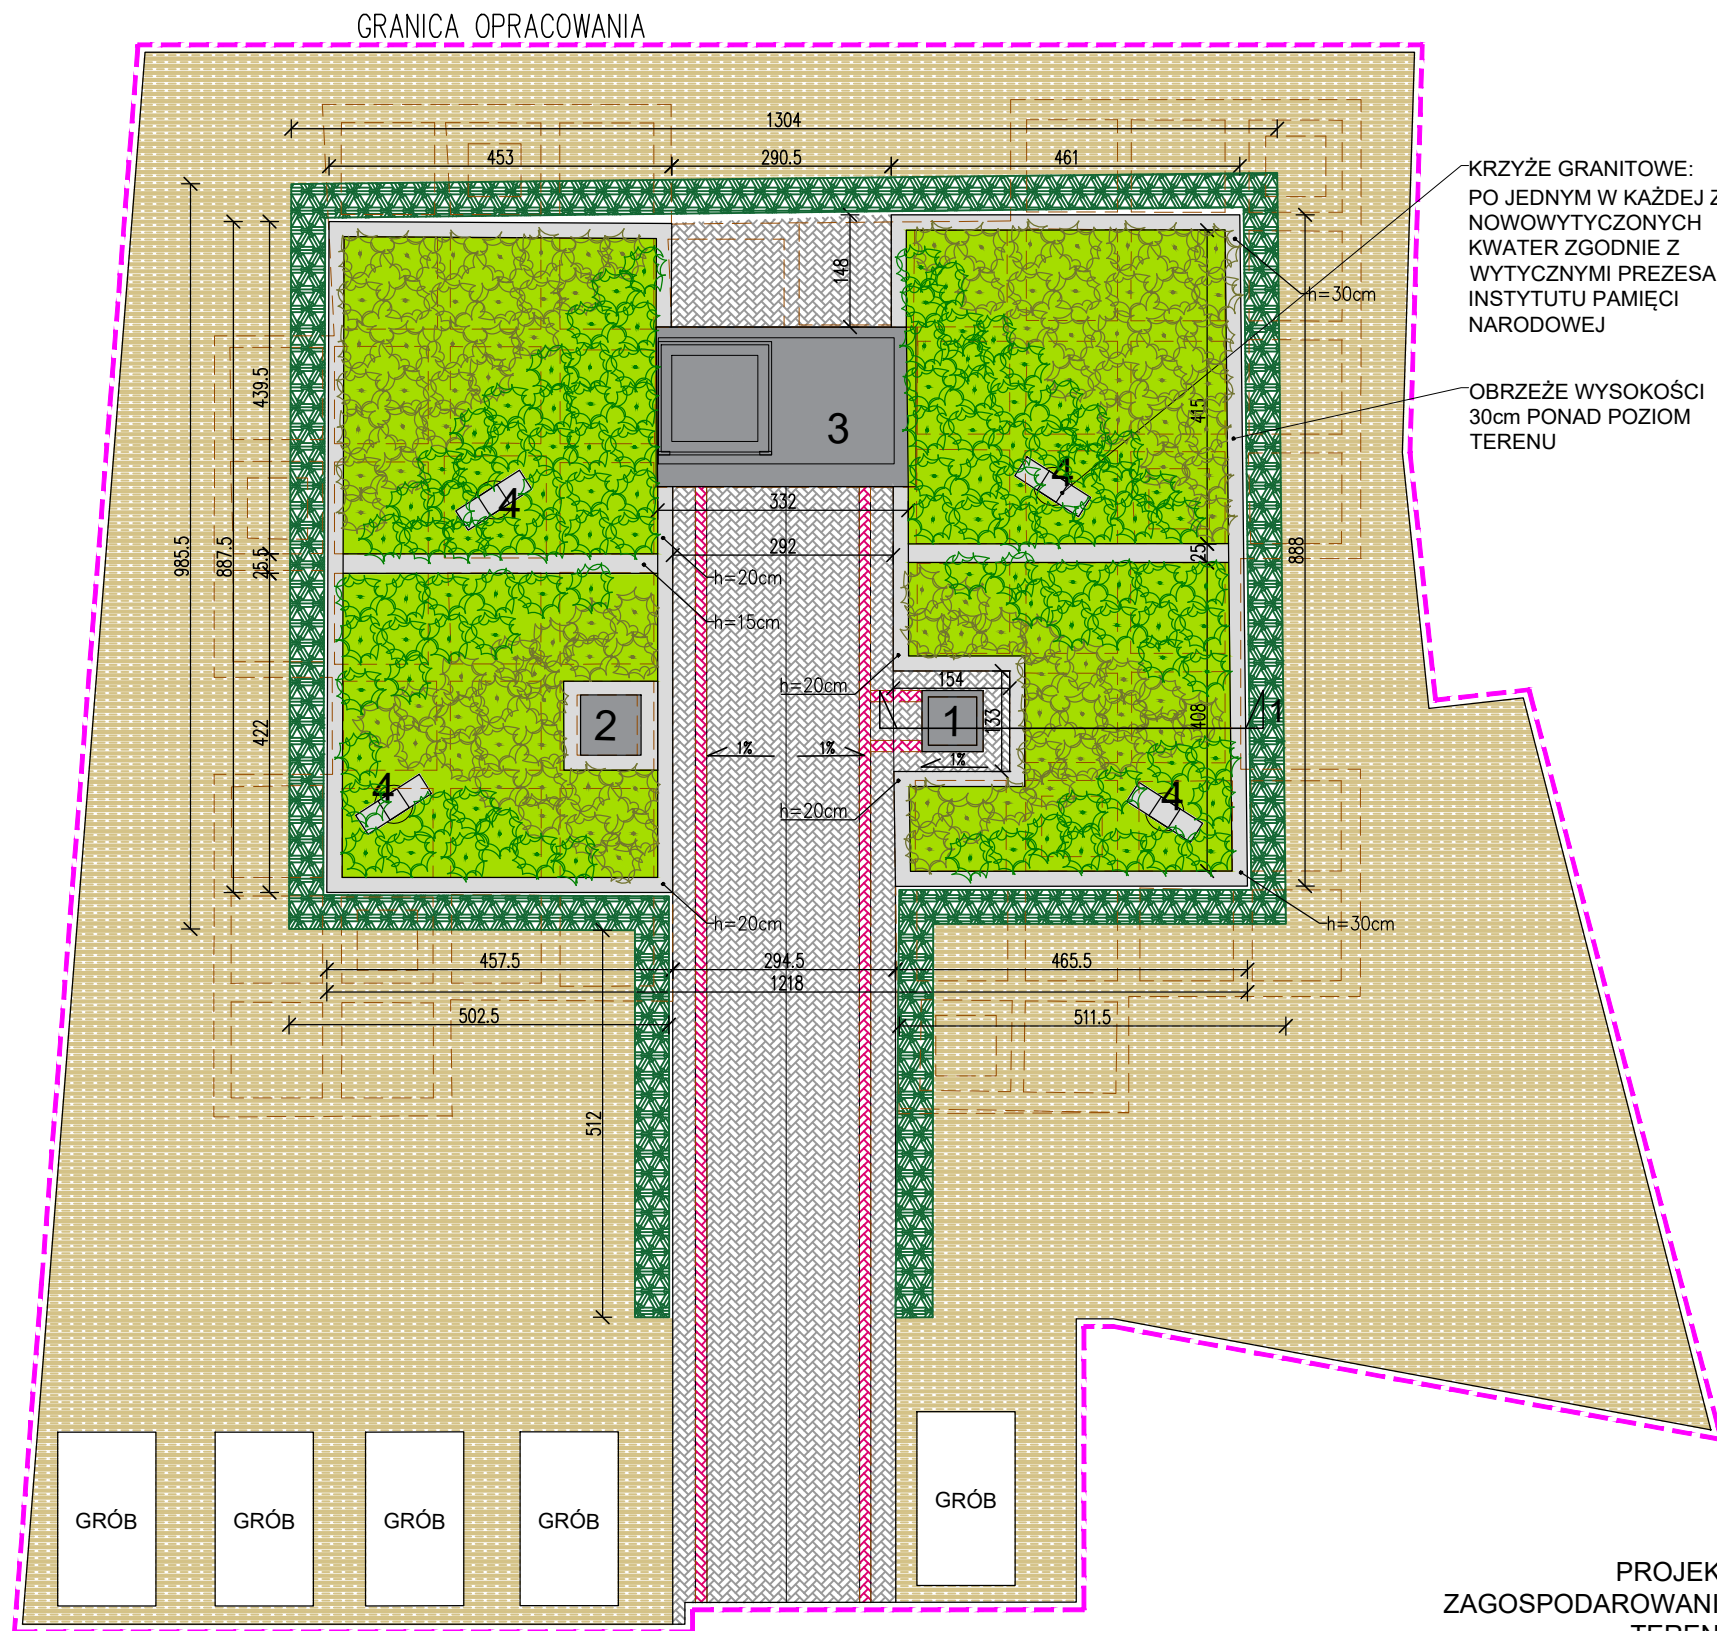 GRANICA OPRACOWANIA
1304
453
290.5
461
KRZYŻE GRANITOWE:
PO JEDNYM W KAŻDEJ Z
NOWOWYTYCZONYCH
KWATER ZGODNIE Z
WYTYCZNYMI PREZESA
INSTYTUTU PAMIĘCI
NARODOWEJ
148
h=30cm
OBRZEŻE WYSOKOŚCI
30cm PONAD POZIOM
TERENU
439.5
415
3
4
4
332
985.5
887.5
25.5
292
25
888
h=20cm
h=15cm
h=20cm
154
422
2
1
133
408
1
1%
1%
1%
4
4
h=20cm
h=20cm
h=30cm
457.5
294.5
465.5
1218
502.5
511.5
512
GRÓB
GRÓB
GRÓB
GRÓB
GRÓB
PROJEK
ZAGOSPODAROWANI
TEREN